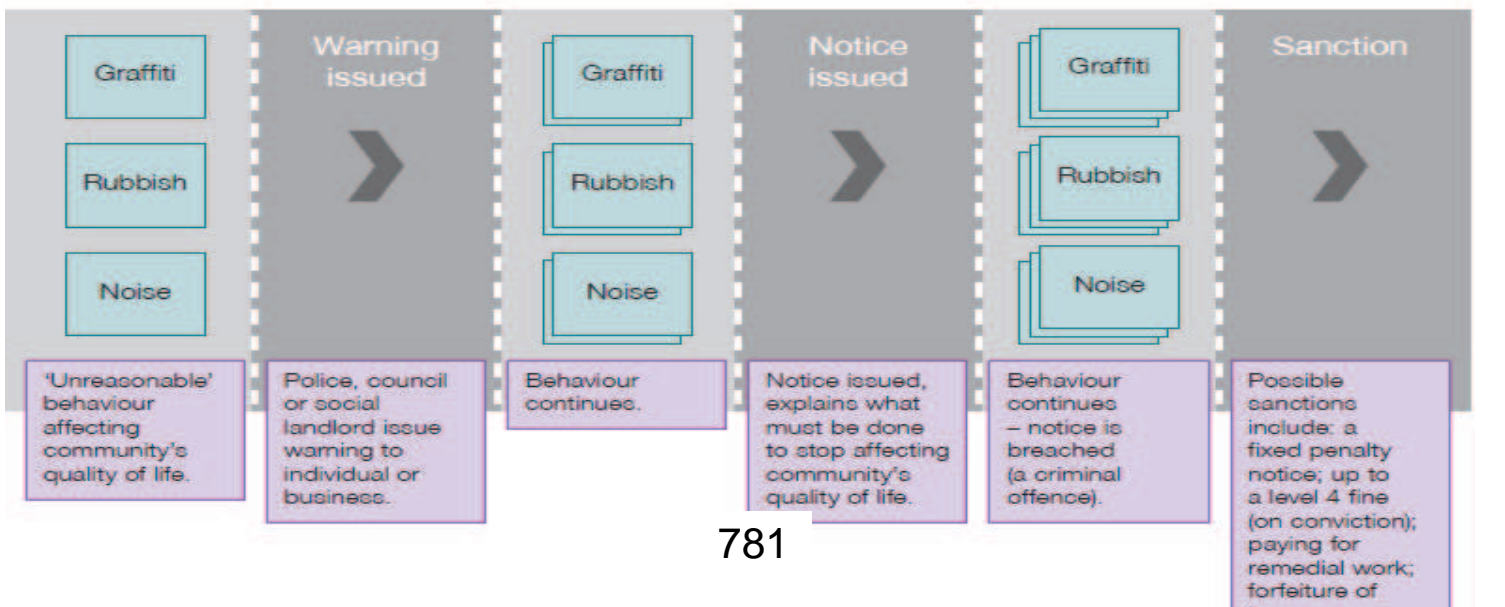 Graffiti
Rubbish
Noise
'Unreasonable'
behaviour
affecting
community's
quality of life.
Warning
issued
Police, council
or social
landlord issue
warning to
individual or
business.
Graffiti
Rubbish
Noise
Behaviour
continues.
Notice
issued
Notice issued,
explains what
must be done
to stop affecting
community's
quality of life.
Graffiti
Rubbish
Noise
Behaviour
continues
– notice is
breached
(a criminal
offence).
Sanction
Possible
sanctions
include: a
fixed penalty
notice; up to
a level 4 fine
(on conviction);
paying for
remedial work;
forfeiture of
781